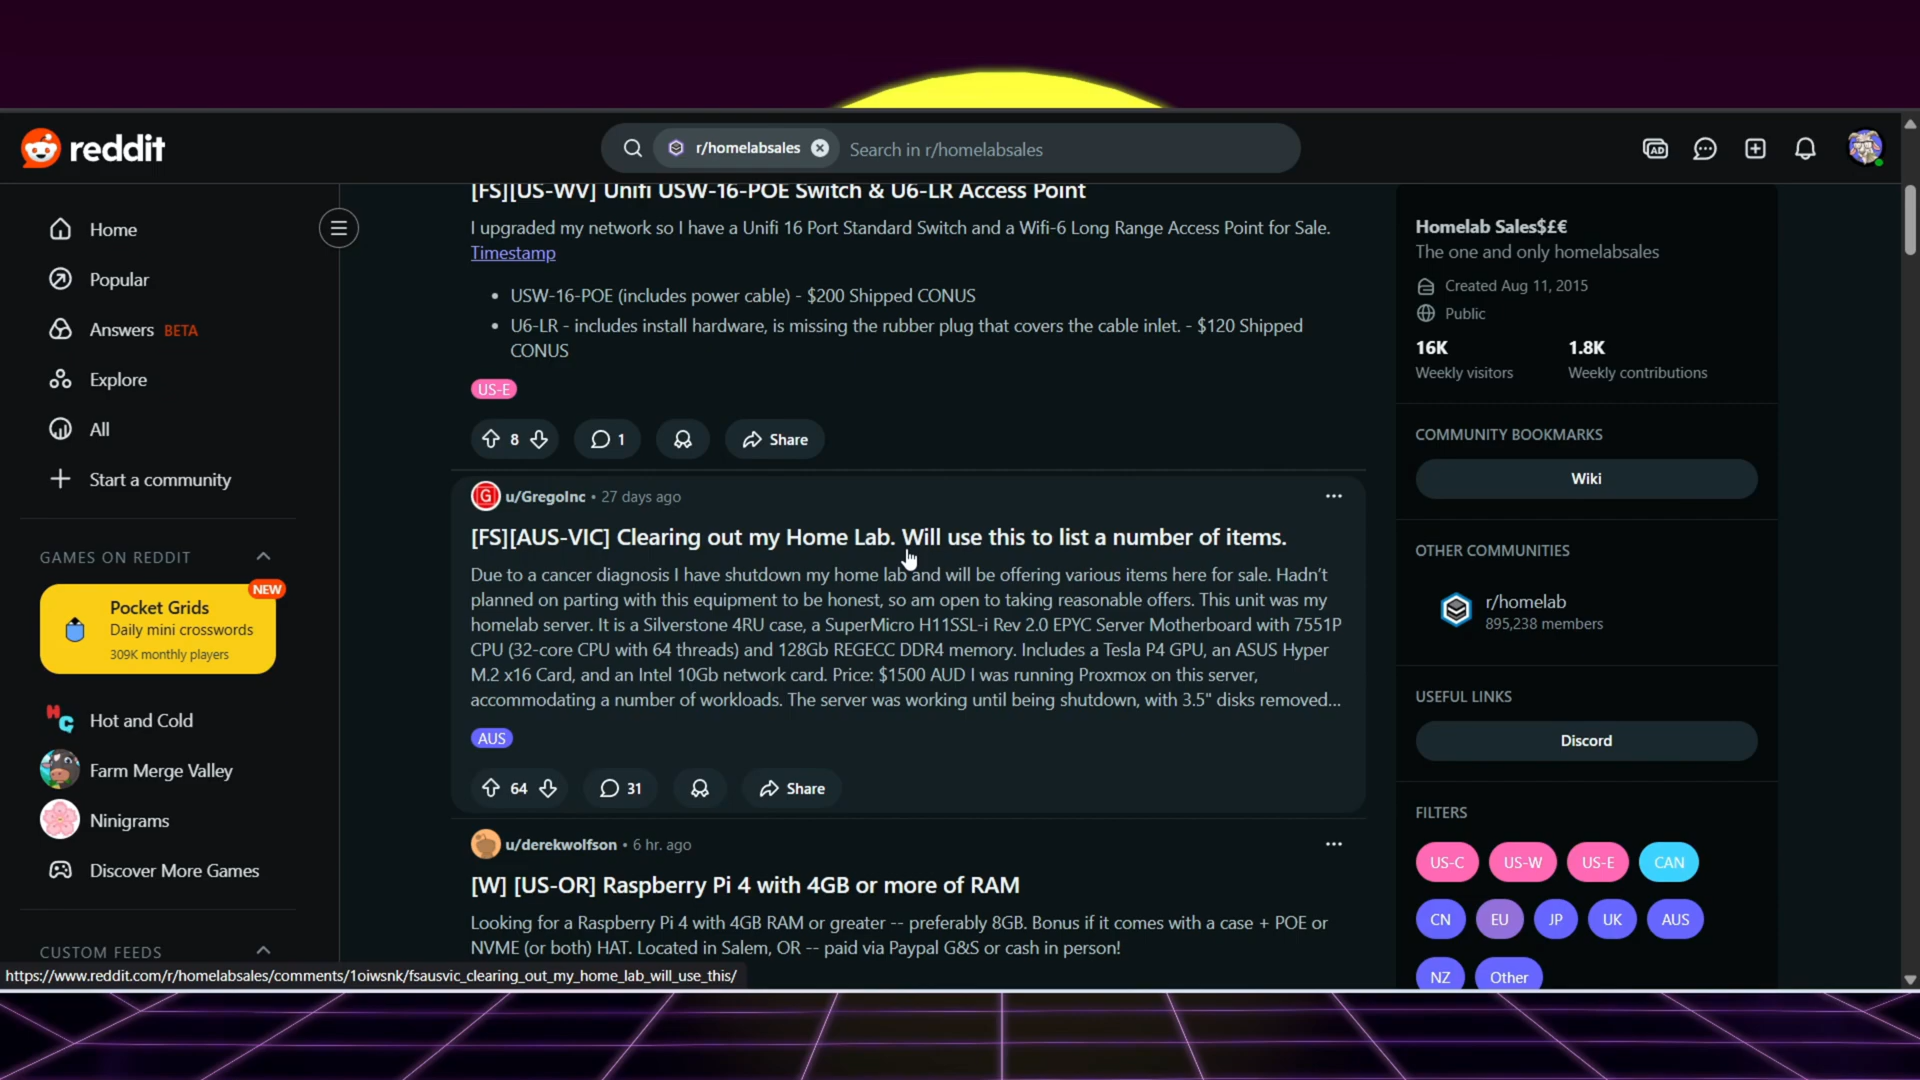 reddit
r/homelabsales
Search in r/homelabsales
AD
Home
Popular
Answers BETA
Explore
All
Start a community
GAMES ON REDDIT
NEW
Pocket Grids
Daily mini crosswords
309K monthly players
Hot and Cold
Farm Merge Valley
Ninigrams
Discover More Games
CUSTOM FEEDS
[FS][US-WV] Unifi USW-16-POE Switch & U6-LR Access Point
I upgraded my network so I have a Unifi 16 Port Standard Switch and a Wifi-6 Long Range Access Point for Sale.
Timestamp
• USW-16-POE (includes power cable) - $200 Shipped CONUS
• U6-LR - includes install hardware, is missing the rubber plug that covers the cable inlet. - $120 Shipped
CONUS
US-E
8 1 Share
G u/GregoInc • 27 days ago
[FS][AUS-VIC] Clearing out my Home Lab. Will use this to list a number of items.
Due to a cancer diagnosis I have shutdown my home lab and will be offering various items here for sale. Hadn't
planned on parting with this equipment to be honest, so am open to taking reasonable offers. This unit was my
homelab server. It is a Silverstone 4RU case, a SuperMicro H11SSL-i Rev 2.0 EPYC Server Motherboard with 7551P
CPU (32-core CPU with 64 threads) and 128Gb REGECC DDR4 memory. Includes a Tesla P4 GPU, an ASUS Hyper
M.2 x16 Card, and an Intel 10Gb network card. Price: $1500 AUD I was running Proxmox on this server,
accommodating a number of workloads. The server was working until being shutdown, with 3.5" disks removed...
AUS
64 31 Share
u/derekwolfson • 6 hr. ago
[W] [US-OR] Raspberry Pi 4 with 4GB or more of RAM
Looking for a Raspberry Pi 4 with 4GB RAM or greater -- preferably 8GB. Bonus if it comes with a case + POE or
NVME (or both) HAT. Located in Salem, OR -- paid via Paypal G&S or cash in person!
Homelab Sales$££
The one and only homelabsales
Created Aug 11, 2015
Public
16K 1.8K
Weekly visitors Weekly contributions
COMMUNITY BOOKMARKS
Wiki
OTHER COMMUNITIES
r/homelab
895,238 members
USEFUL LINKS
Discord
FILTERS
US-C US-W US-E CAN
CN EU JP UK AUS
NZ Other
https://www.reddit.com/r/homelabsales/comments/1oiwsnk/fsausvic_clearing_out_my_home_lab_will_use_this/